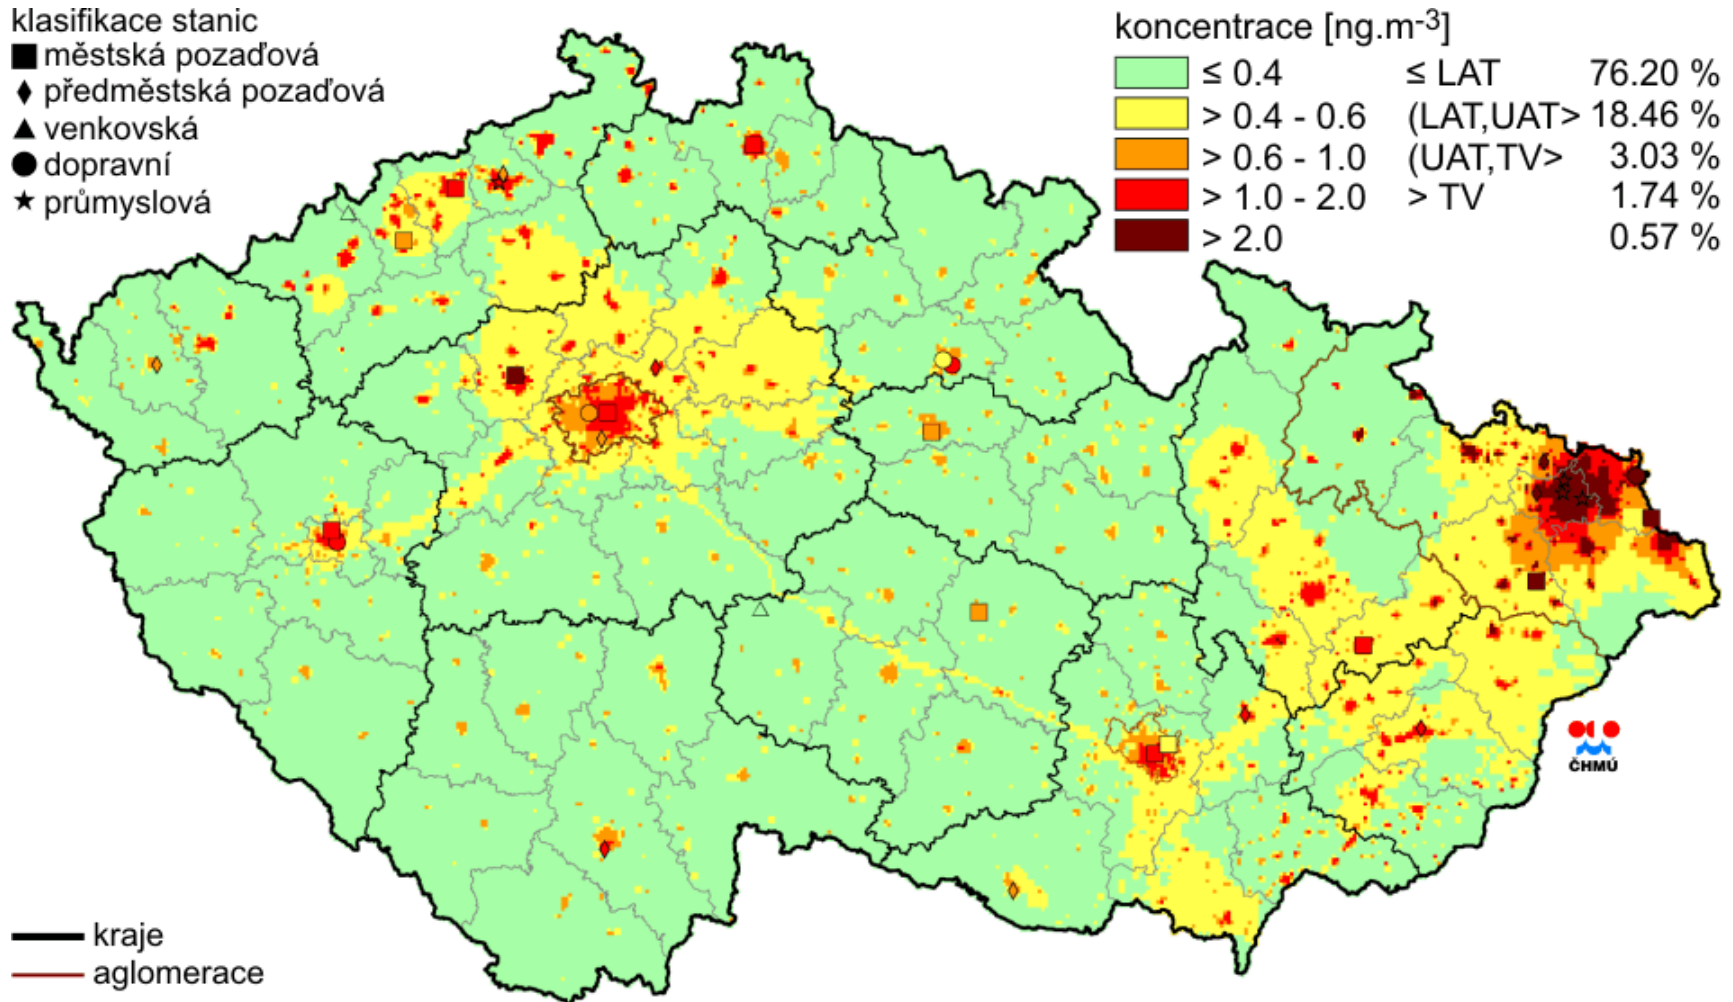 klasifikace stanic
městská pozaďová
předměstská pozaďová
venkovská
dopravní
průmyslová
koncentrace [ng.m-3]
≤ 0.4 ≤ LAT 76.20 %
> 0.4 - 0.6 (LAT,UAT> 18.46 %
> 0.6 - 1.0 (UAT,TV> 3.03 %
> 1.0 - 2.0 > TV 1.74 %
> 2.0 0.57 %
ČHMÚ
kraje
aglomerace